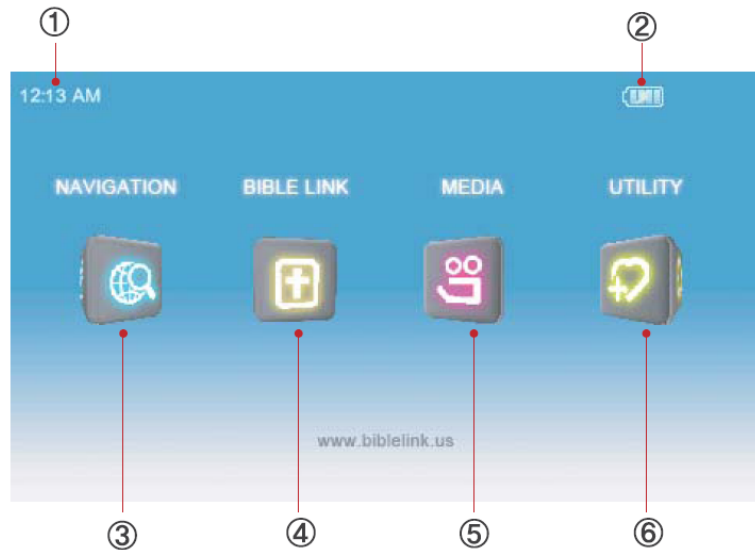 ① ②
12:13 AM
NAVIGATION BIBLE LINK MEDIA UTILITY
www.biblelink.us
③ ④ ⑤ ⑥